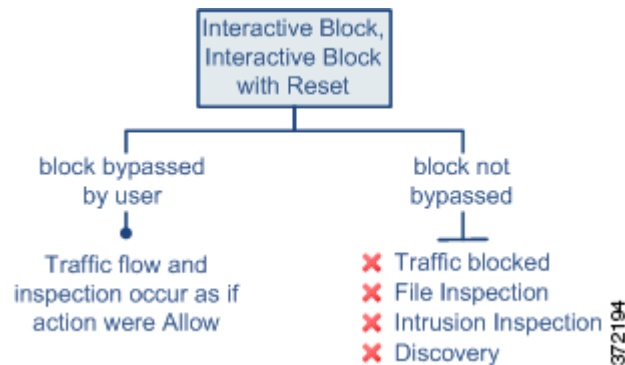 Interactive Block,
Interactive Block
with Reset
block bypassed
by user
block not
bypassed
Traffic flow and
inspection occur as if
action were Allow
Traffic blocked
File Inspection
Intrusion Inspection
Discovery
372194